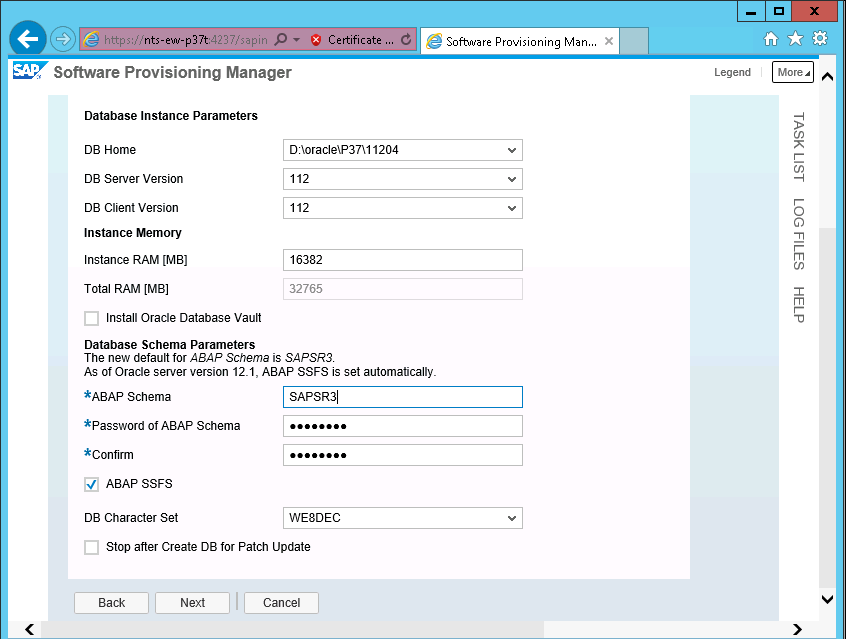 https://nts-ew-p37t:4237/sapin
Certificate ...
Software Provisioning Man...
SAP
Software Provisioning Manager
Legend
More
Database Instance Parameters
DB Home
D:\oracle\P37\11204
DB Server Version
112
DB Client Version
112
Instance Memory
Instance RAM [MB]
16382
Total RAM [MB]
32765
Install Oracle Database Vault
Database Schema Parameters
The new default for ABAP Schema is SAPSR3.
As of Oracle server version 12.1, ABAP SSFS is set automatically.
*ABAP Schema
SAPSR3
*Password of ABAP Schema
••••••••
*Confirm
••••••••
ABAP SSFS
DB Character Set
WE8DEC
Stop after Create DB for Patch Update
Back
Next
Cancel
TASK LIST
LOG FILES
HELP